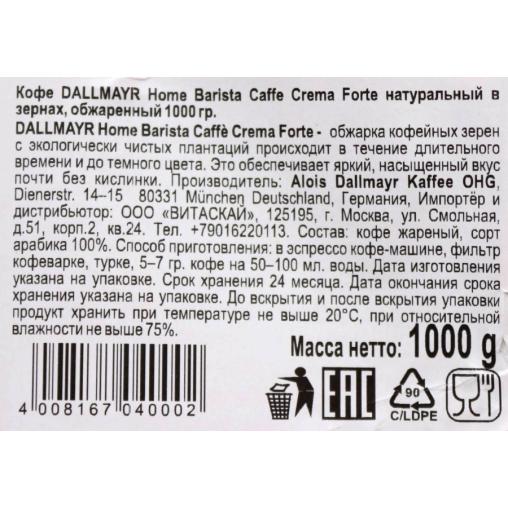 Кофе DALLMAYR Home Barista Caffe Crema Forte натуральный в
зернах, обжаренный 1000 гр.
DALLMAYR Home Barista Caffè Crema Forte - обжарка кофейных зерен
с экологически чистых плантаций происходит в течение длительного
времени и до темного цвета. Это обеспечивает яркий, насыщенный вкус
почти без кислинки. Производитель: Alois Dallmayr Kaffee OHG,
Dienerstr. 14–15 80331 München Deutschland, Германия, Импортёр и
дистрибьютор: ООО «ВИТАСКАЙ», 125195, г. Москва, ул. Смольная,
д.51, корп.2, кв.24. Тел. +79016220113. Состав: кофе жареный, сорт
арабика 100%. Способ приготовления: в эспрессо кофе-машине, фильтр
кофеварке, турке, 5–7 гр. кофе на 50–100 мл. воды. Дата изготовления
указана на упаковке. Срок хранения 24 месяца. Дата окончания срока
хранения указана на упаковке. До вскрытия и после вскрытия упаковки
продукт хранить при температуре не выше 20°C, при относительной
влажности не выше 75%.
Масса нетто: 1000 g
4 008167 040002
EAC
90
C/LDPE